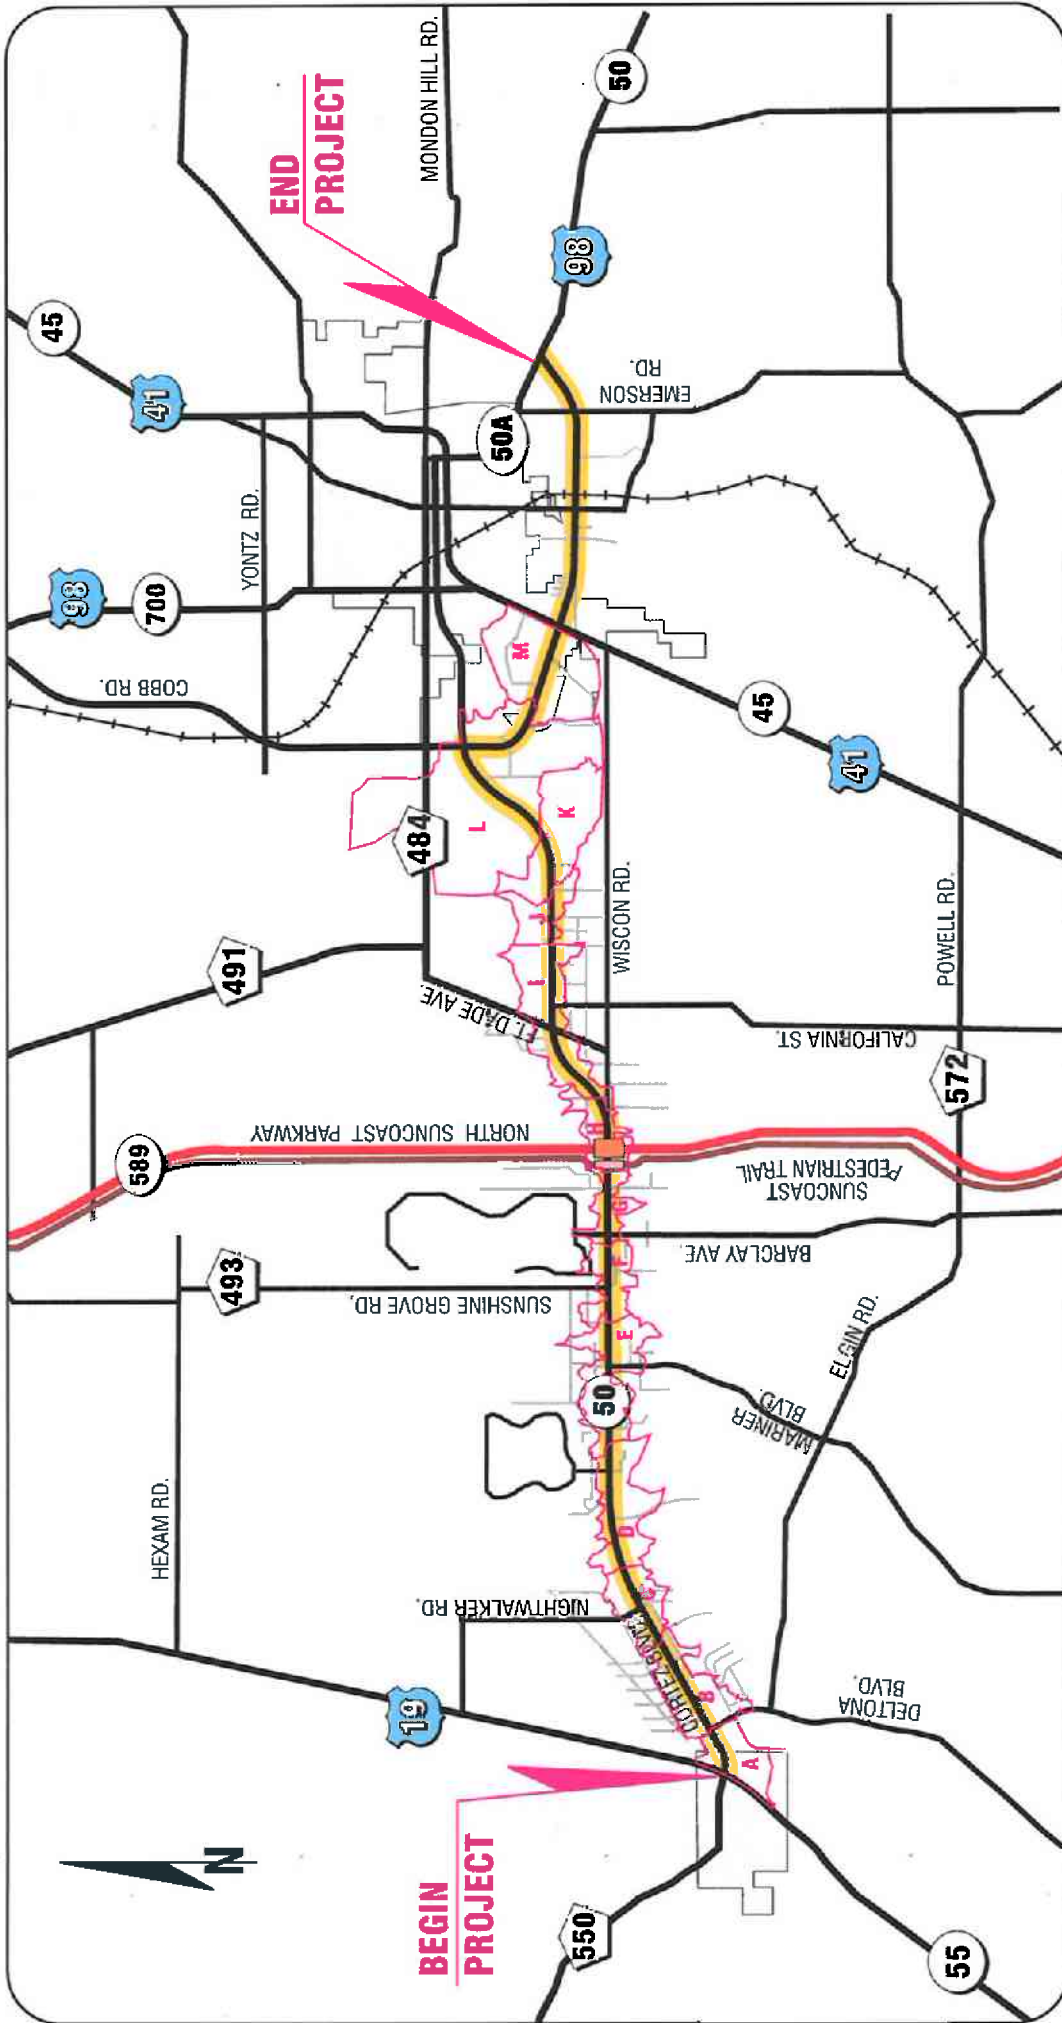 MONDON HILL RD.
END
PROJECT
50
98
45
41
EMERSON
RD.
50A
YONTZ RD.
98
700
COBB RD.
M
45
41
L
K
484
WISCON RD.
POWELL RD.
J
491
I
FT. DADE AVE.
CALIFORNIA ST.
572
H
NORTH SUNCOAST PARKWAY
589
SUNCOAST
PEDESTRIAN TRAIL
G
BARCLAY AVE.
F
493
SUNSHINE GROVE RD.
E
ELGIN RD.
MARINER
BLVD.
50
HEXAM RD.
D
C
NIGHTWALKER RD.
CORTEZ BLVD.
B
DELTONA
BLVD.
19
A
BEGIN
PROJECT
N
550
55